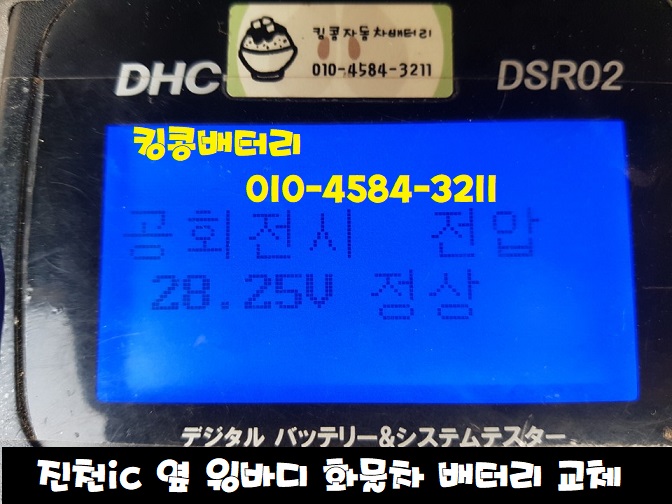 킹콩자동차배터리
010-4584-3211
DHC
DSR02
킹콩배터리
010-4584-3211
공회전시 전압
28.25V 정상
デジタル バッテリー&システムテスター
진천ic 옆 윙바디 화물차 배터리 교체